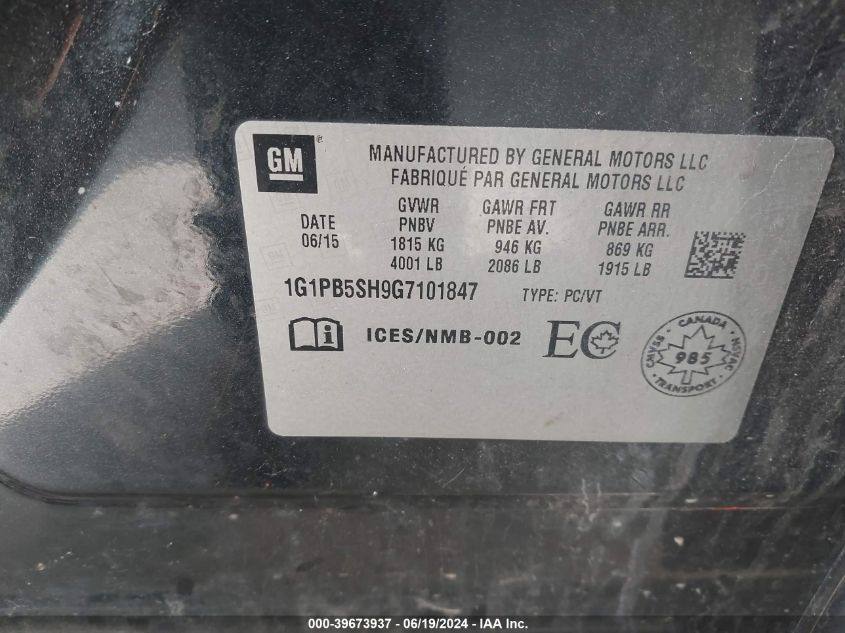 GM
MANUFACTURED BY GENERAL MOTORS LLC
FABRIQUÉ PAR GENERAL MOTORS LLC
DATE
06/15
GVWR
PNBV
1815 KG
4001 LB
GAWR FRT
PNBE AV.
946 KG
2086 LB
GAWR RR
PNBE ARR.
869 KG
1915 LB
1G1PB5SH9G7101847 TYPE: PC/VT
ICES/NMB-002
EC
CANADA
CMVSS
NSVAC
985
TRANSPORT
000-39673937 - 06/19/2024 - IAA Inc.